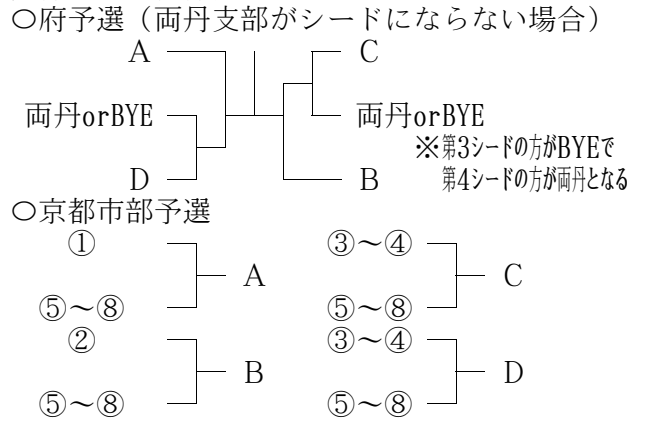 〇府予選（両丹支部がシードにならない場合）
A C
両丹orBYE 両丹orBYE
※第3シードの方がBYEで
D B 第4シードの方が両丹となる
〇京都市部予選
① ③～④
A C
⑤～⑧ ⑤～⑧
② ③～④
B D
⑤～⑧ ⑤～⑧